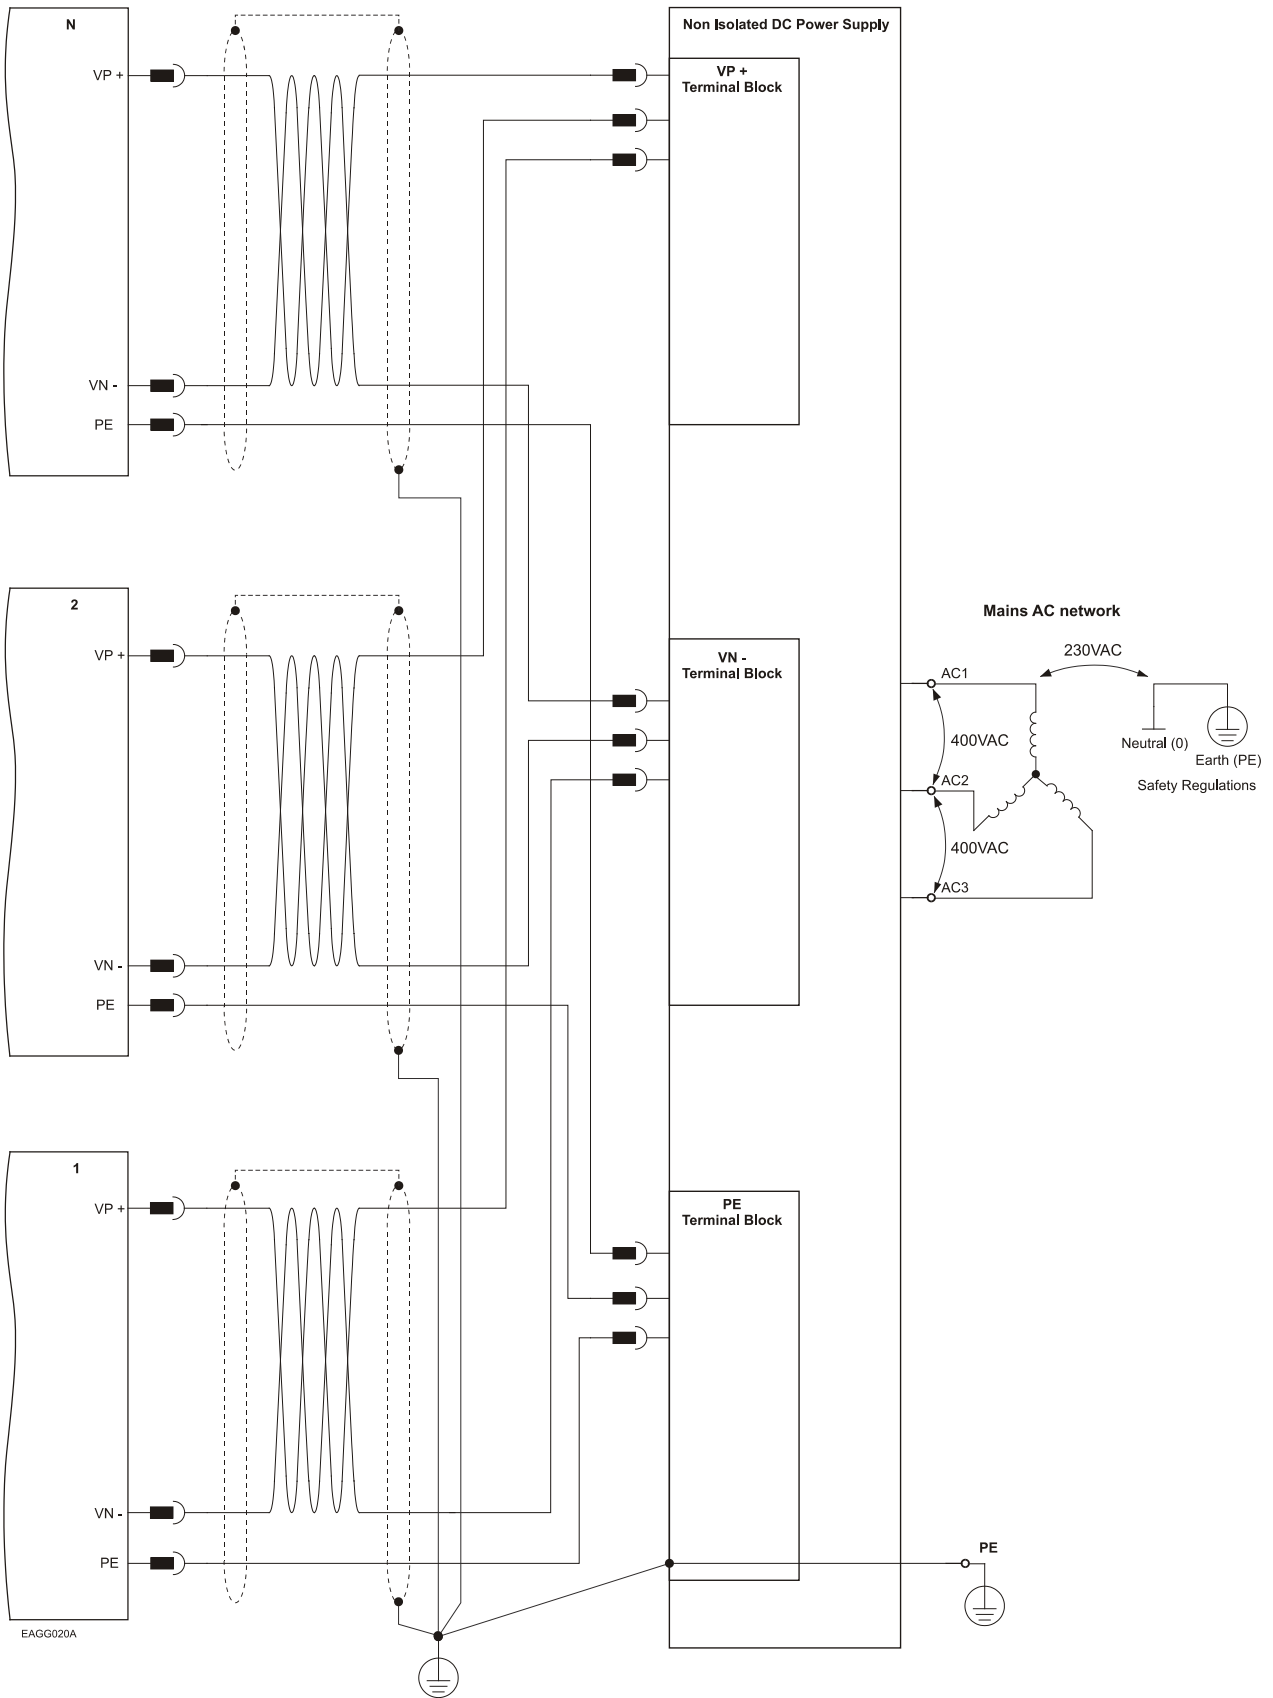 N
VP +
VN -
PE
Non Isolated DC Power Supply
VP +
Terminal Block
2
VP +
VN -
PE
VN -
Terminal Block
Mains AC network
230VAC
AC1
400VAC
Neutral (0)
Earth (PE)
AC2
Safety Regulations
400VAC
AC3
1
VP +
VN -
PE
PE
Terminal Block
PE
EAGG020A